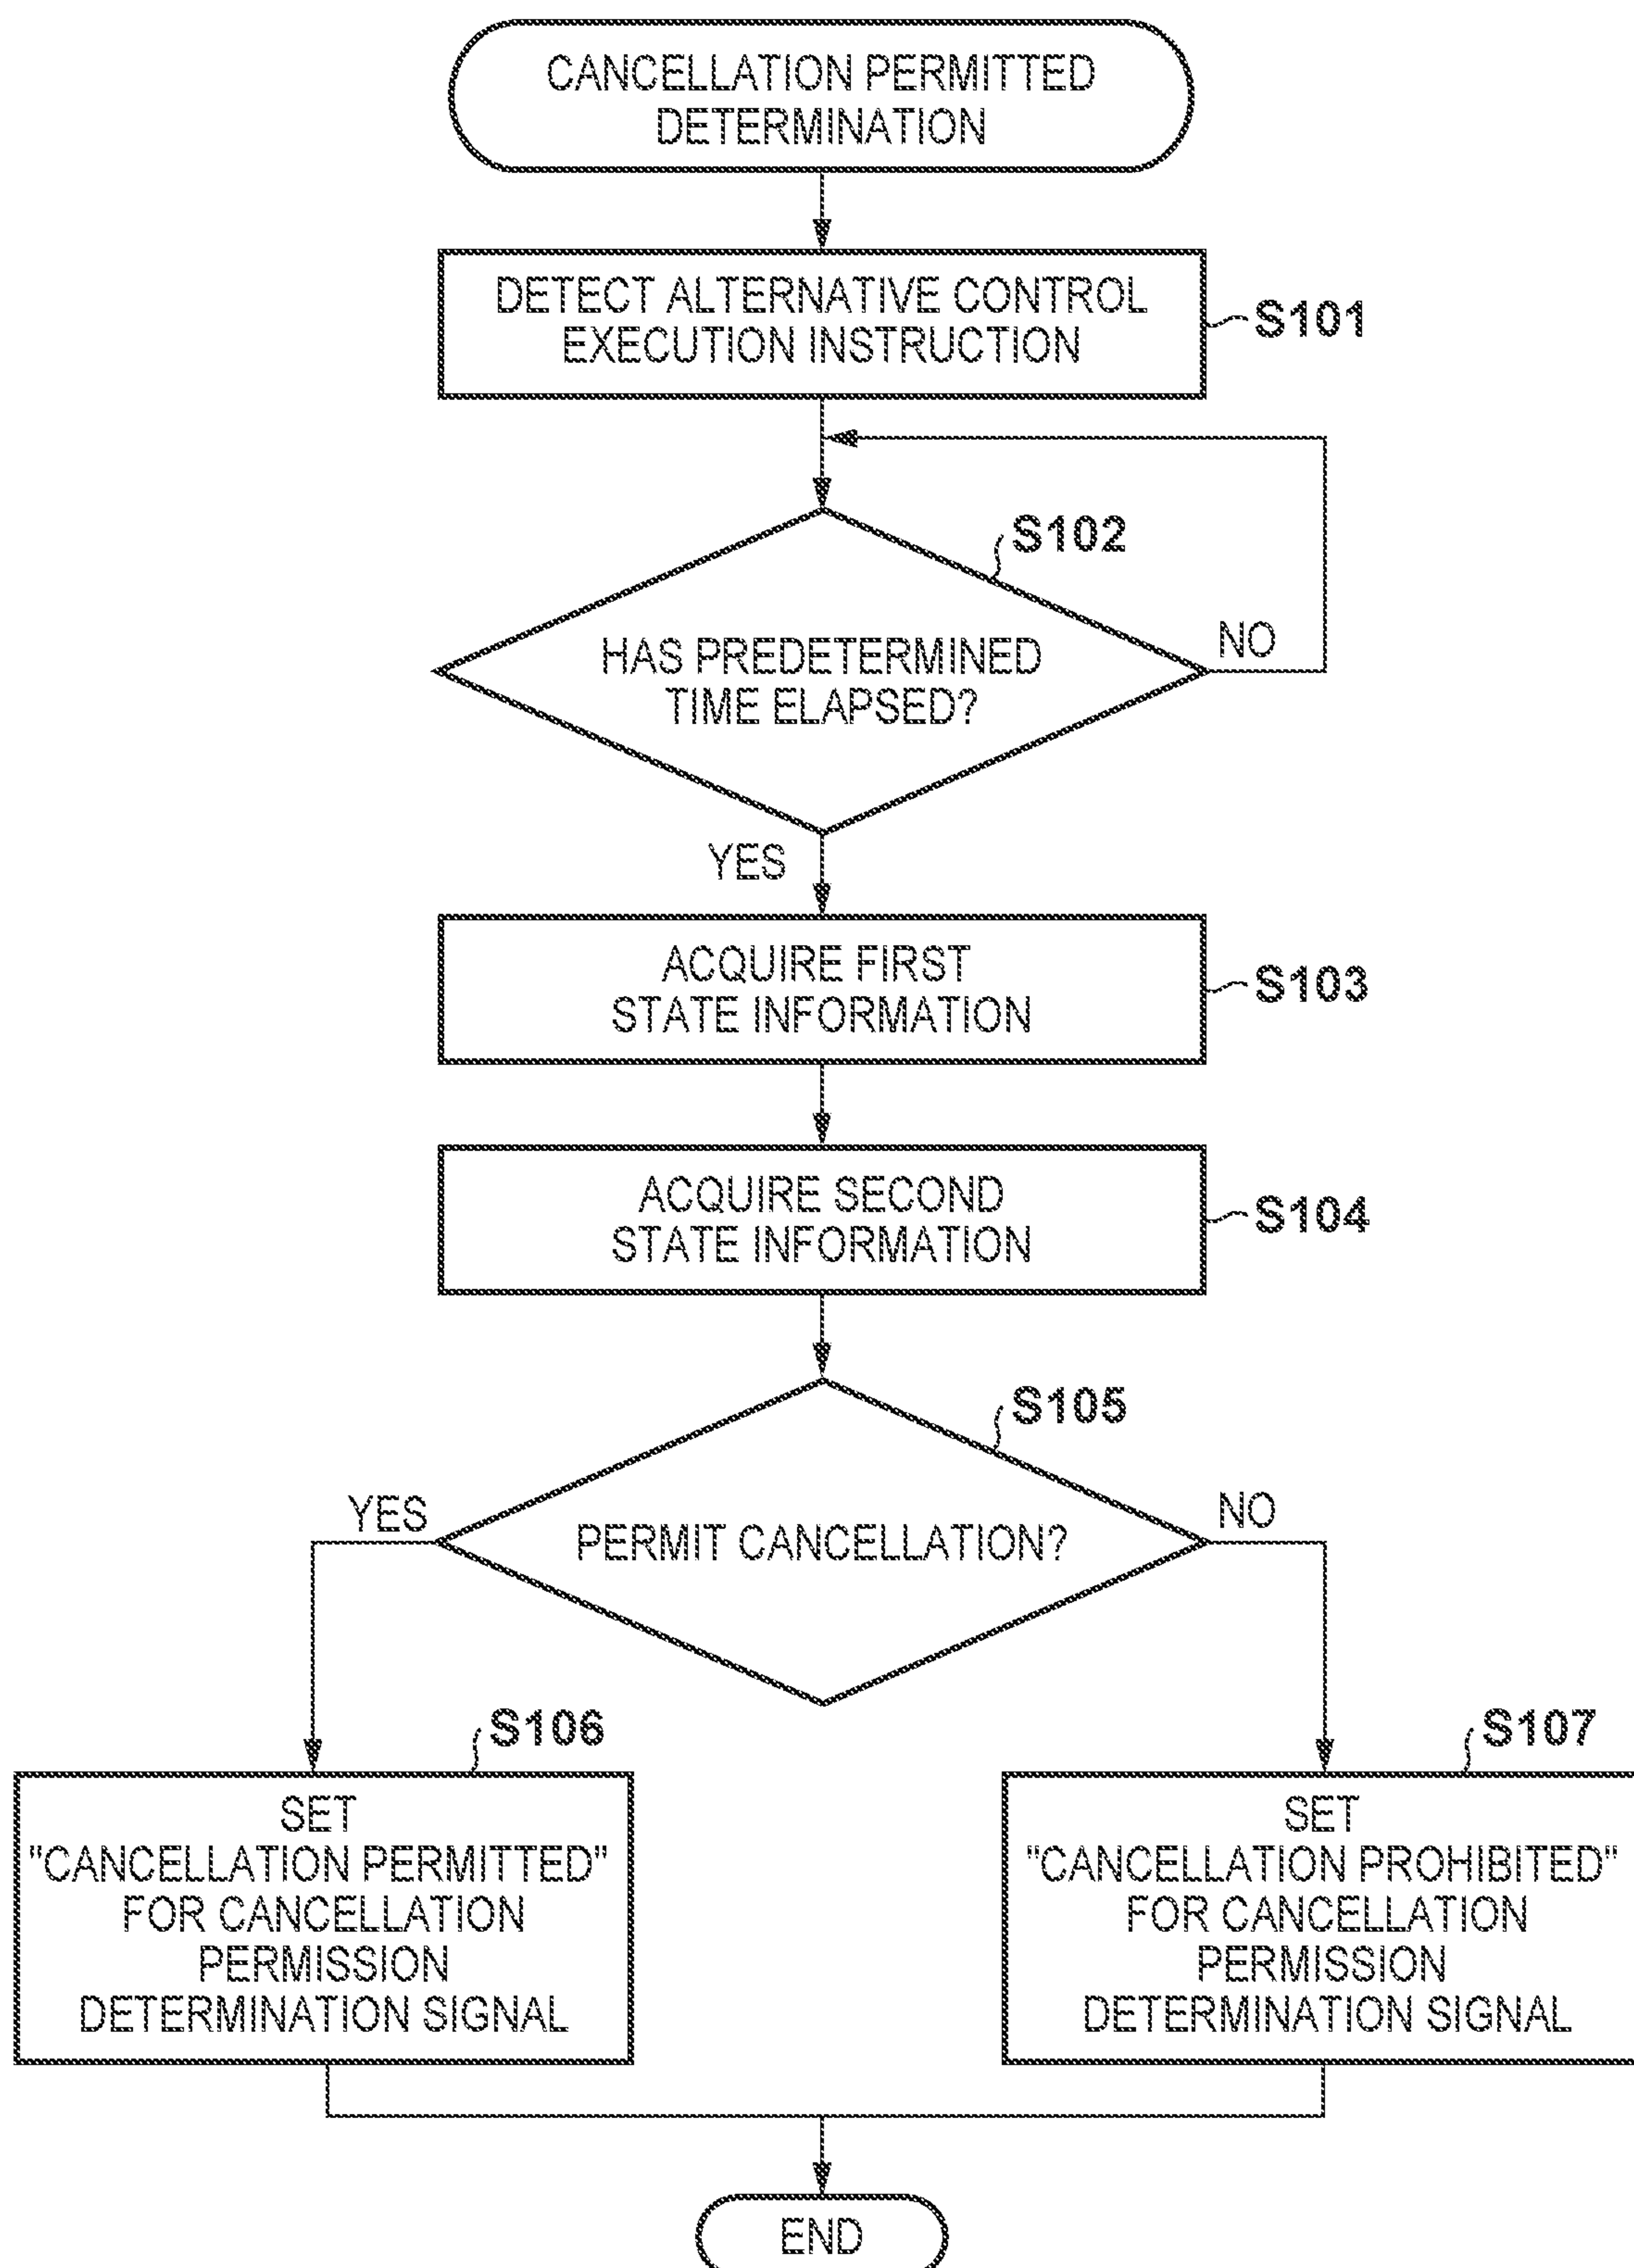 CANCELLATION PERMITTED
DETERMINATION
DETECT ALTERNATIVE CONTROL
EXECUTION INSTRUCTION
S101
S102
HAS PREDETERMINED
TIME ELAPSED?
NO
YES
ACQUIRE FIRST
STATE INFORMATION
S103
ACQUIRE SECOND
STATE INFORMATION
S104
S105
PERMIT CANCELLATION?
YES
NO
S106
SET
"CANCELLATION PERMITTED"
FOR CANCELLATION
PERMISSION
DETERMINATION SIGNAL
S107
SET
"CANCELLATION PROHIBITED"
FOR CANCELLATION
PERMISSION
DETERMINATION SIGNAL
END